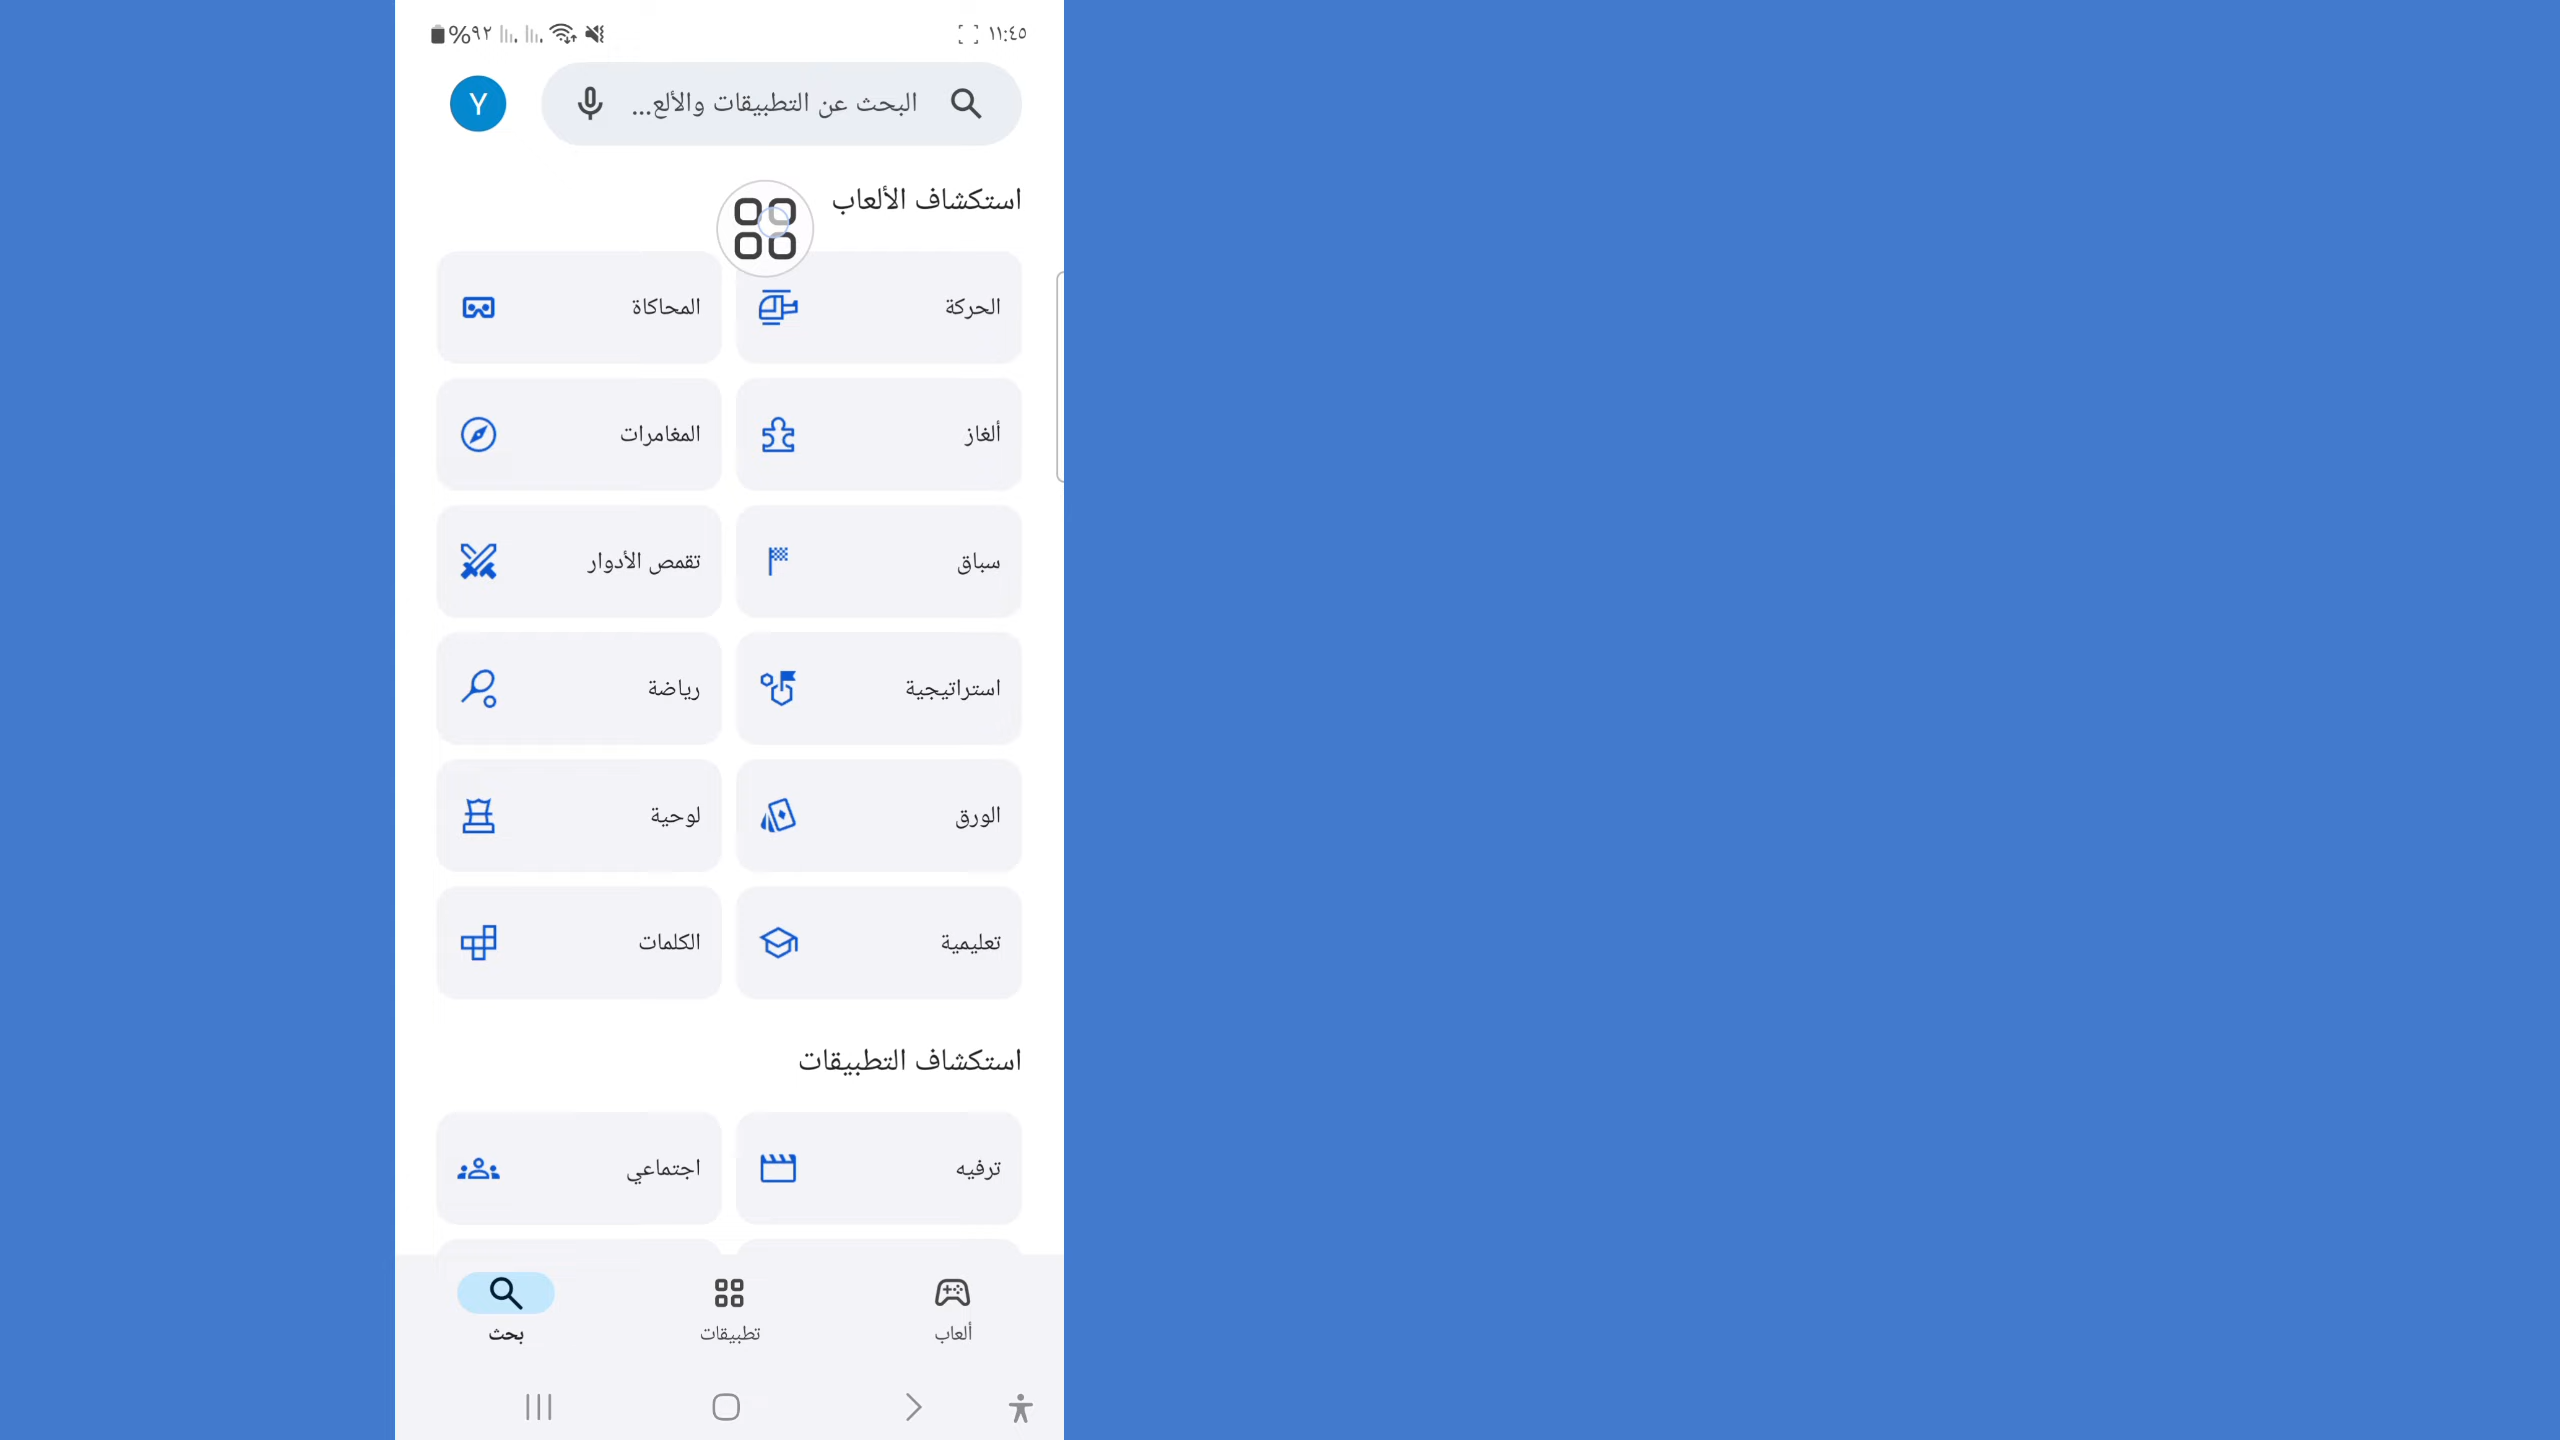 ١١:٤٥ %٩٢
البحث عن التطبيقات والألع...
Y
استكشاف الألعاب
الحركة
المحاكاة
ألغاز
المغامرات
سباق
تقمص الأدوار
استراتيجية
رياضة
الورق
لوحية
تعليمية
الكلمات
استكشاف التطبيقات
ترفيه
اجتماعي
ألعاب
تطبيقات
بحث